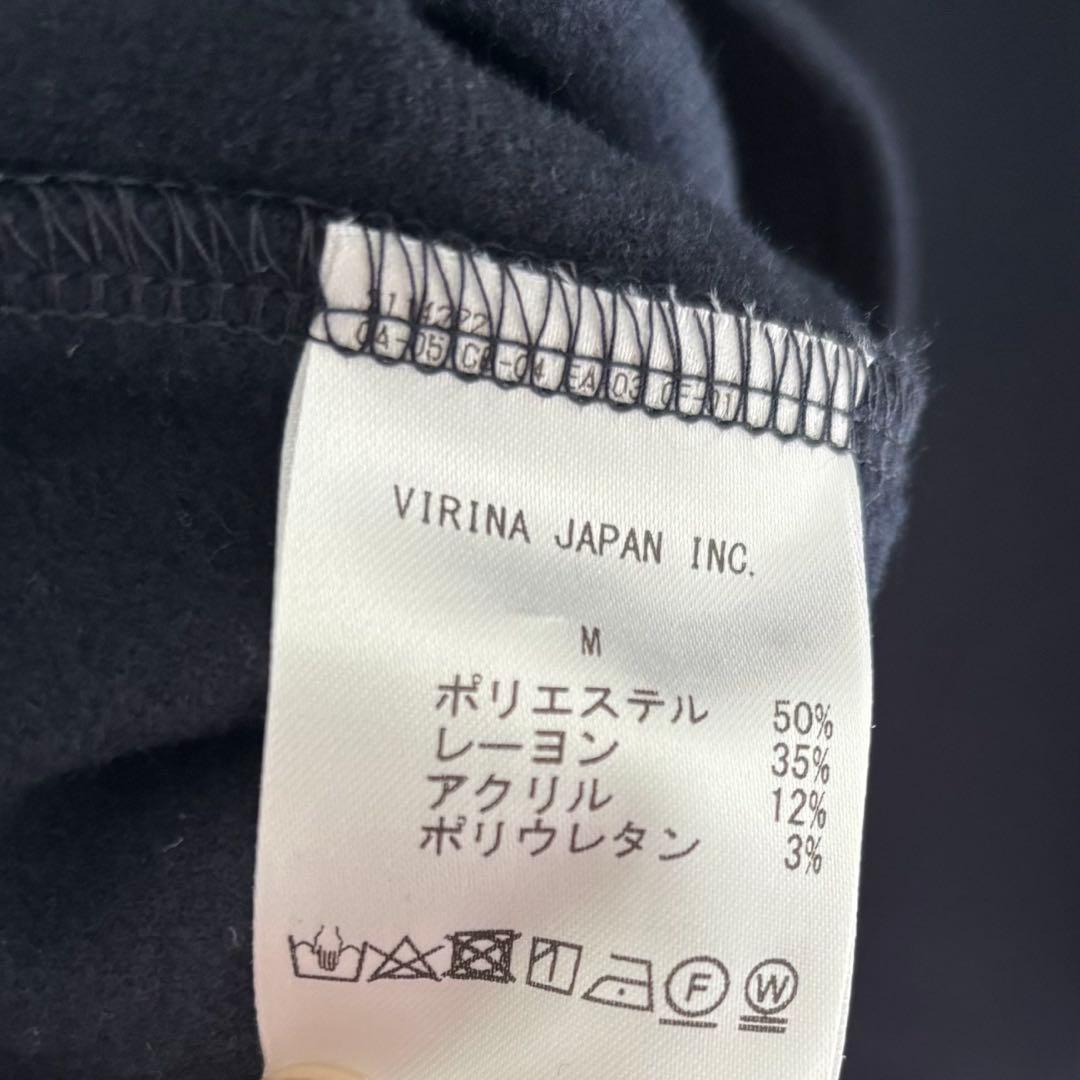 VIRINA JAPAN INC.
M
ポリエステル 50%
レーヨン 35%
アクリル 12%
ポリウレタン 3%
F W